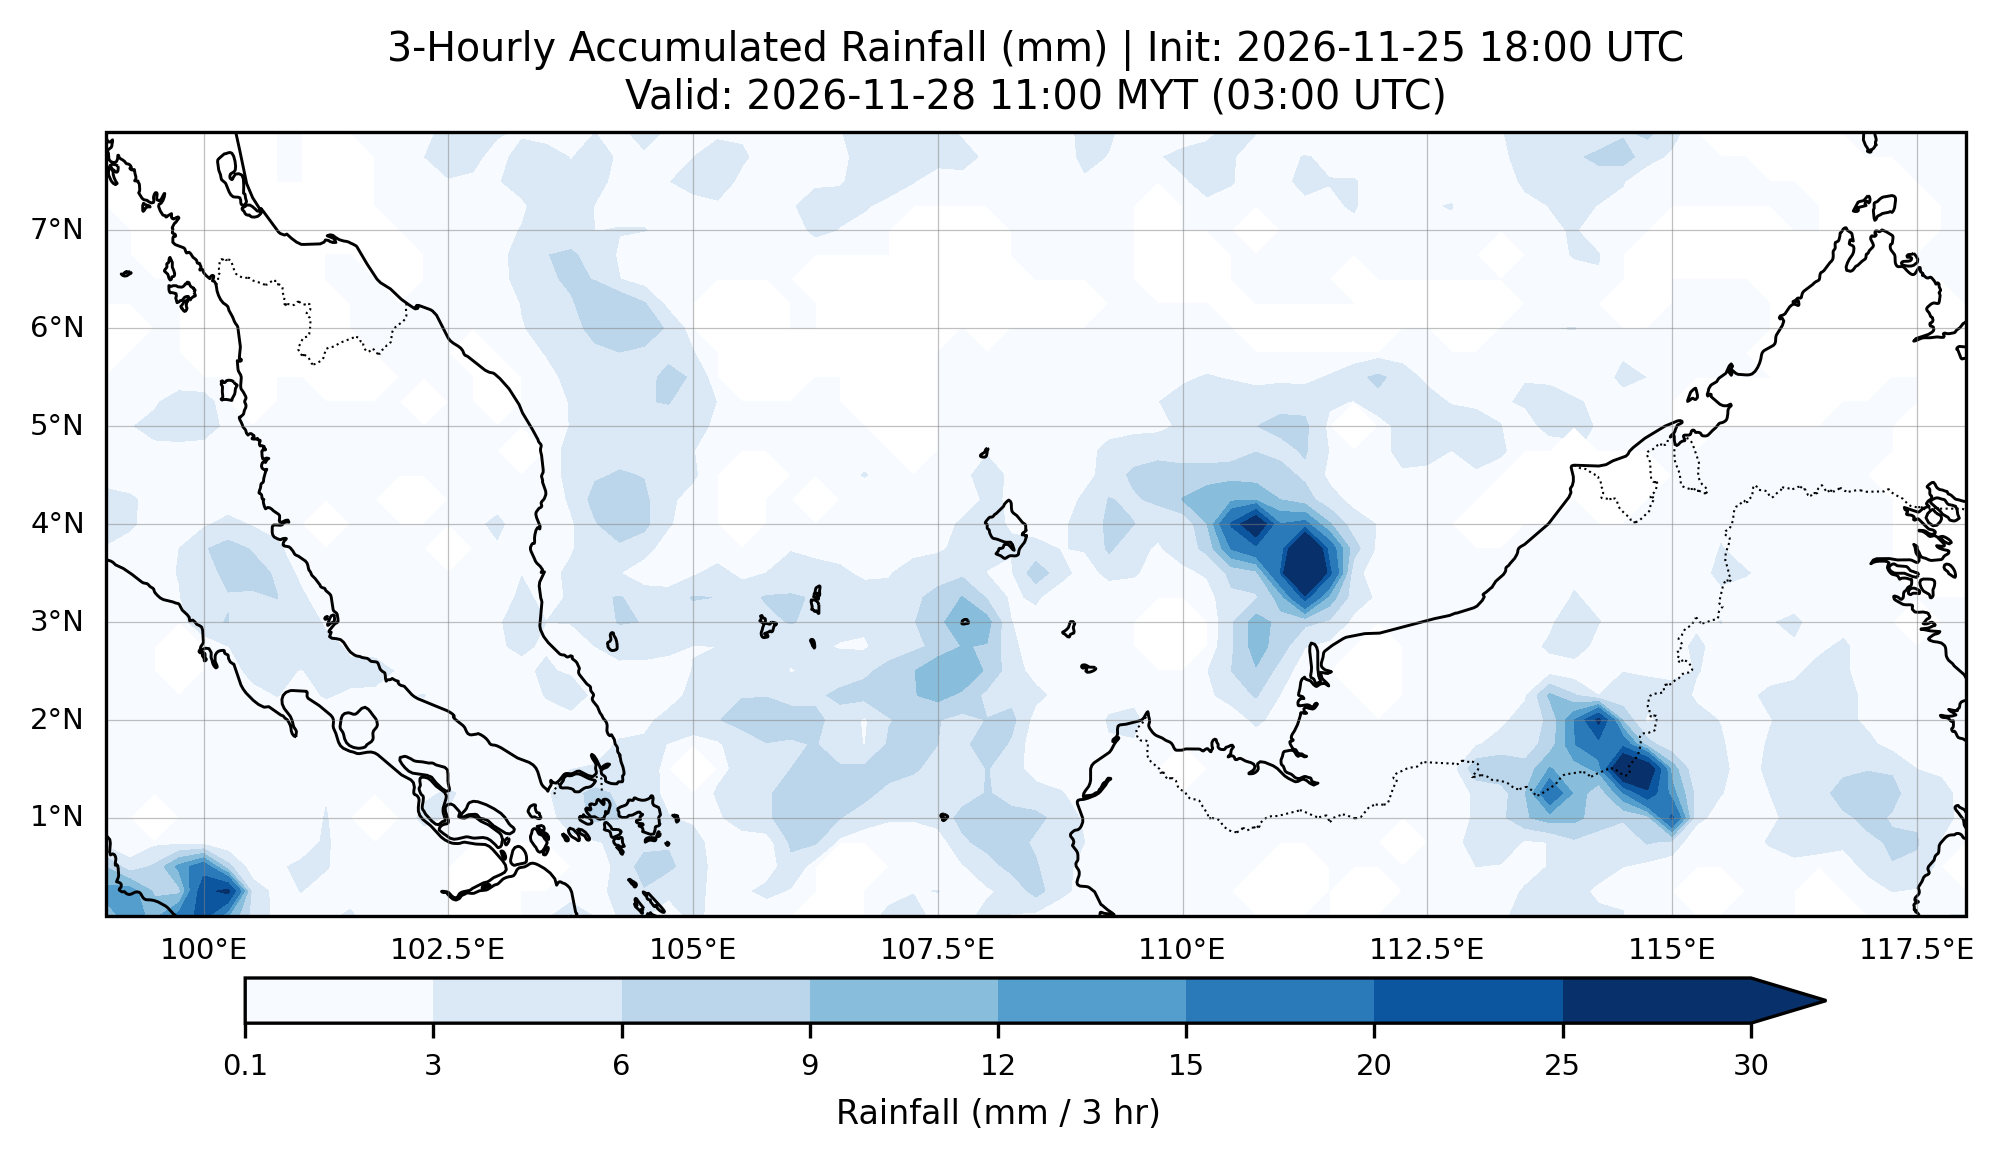 3-Hourly Accumulated Rainfall (mm) | Init: 2026-11-25 18:00 UTC
Valid: 2026-11-28 11:00 MYT (03:00 UTC)
7°N
6°N
5°N
4°N
3°N
2°N
1°N
100°E 102.5°E 105°E 107.5°E 110°E 112.5°E 115°E 117.5°E
0.1 3 6 9 12 15 20 25 30
Rainfall (mm / 3 hr)